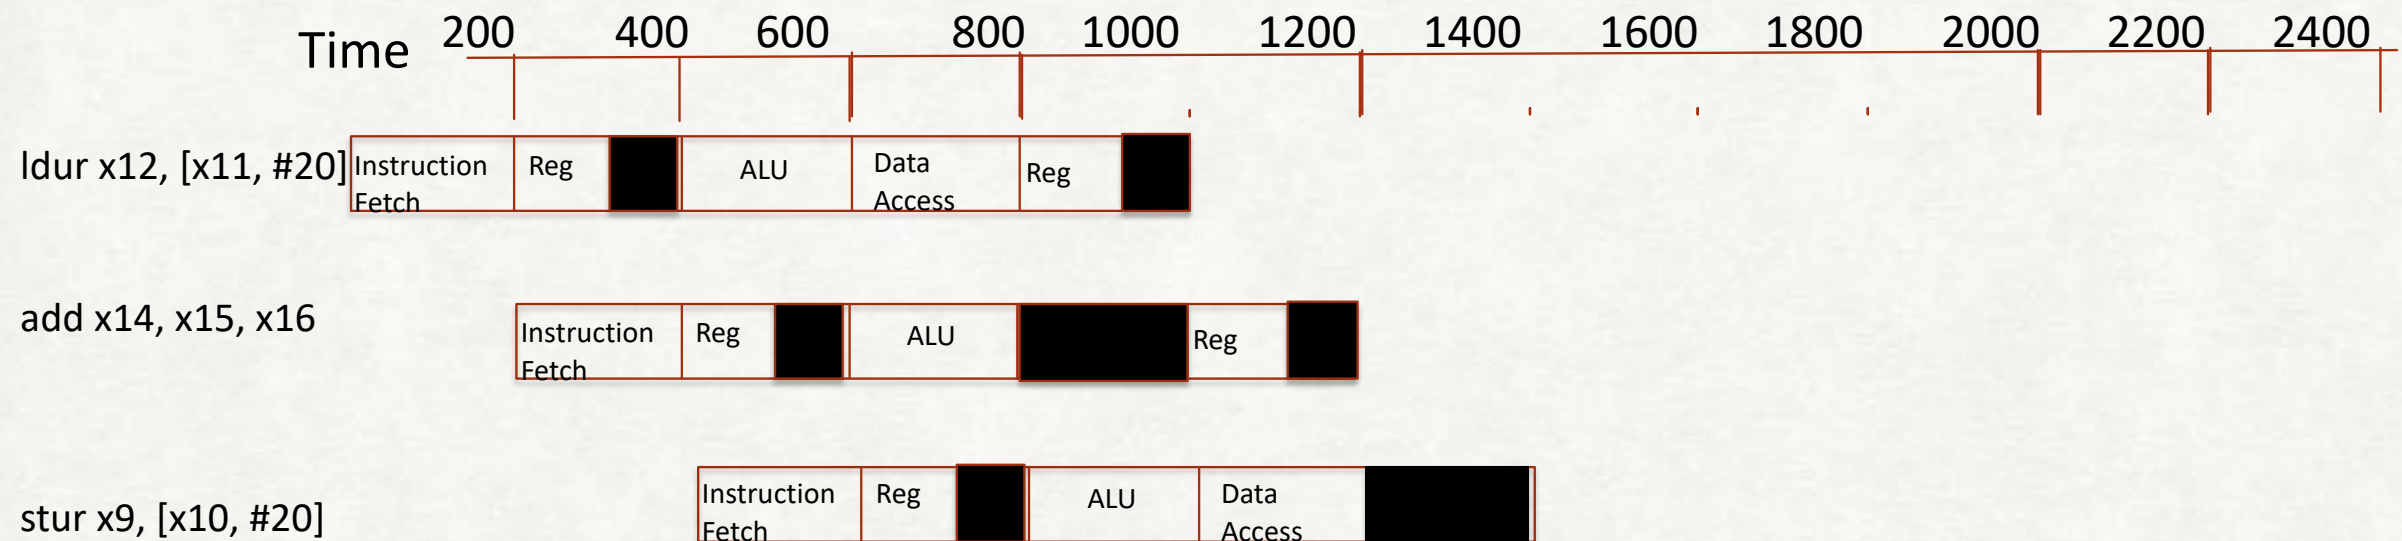 Time 200 400 600 800 1000 1200 1400 1600 1800 2000 2200 2400
ldur x12, [x11, #20] Instruction Reg ALU Data Reg
Fetch Access
add x14, x15, x16 Instruction Reg ALU Reg
Fetch
stur x9, [x10, #20] Instruction Reg ALU Data
Fetch Access